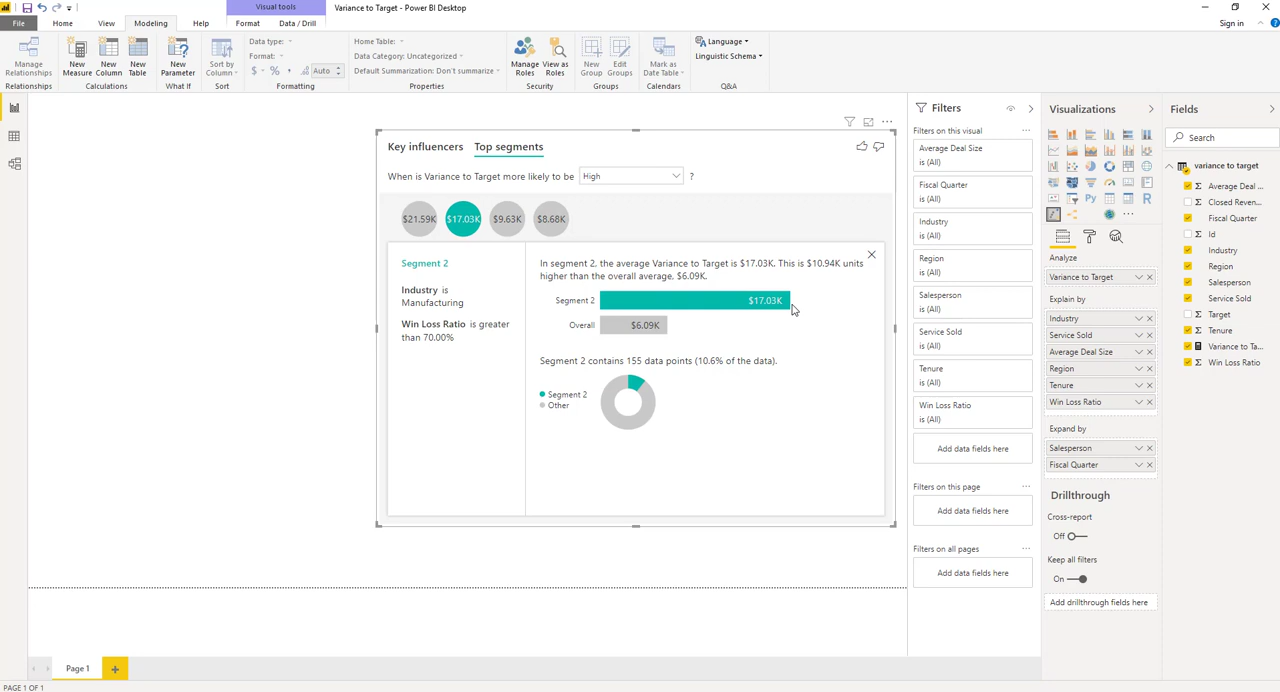 Visual tools
Variance to Target - Power BI Desktop
File
Home
View
Modeling
Help
Format
Data / Drill
Sign in
Manage
Relationships
New
Measure
New
Column
New
Table
New
Parameter
Sort by
Column
Data type:
Format:
$ %
Auto
Home Table:
Data Category: Uncategorized
Default Summarization: Don't summarize
Manage
Roles
View as
Roles
New
Group
Edit
Groups
Mark as
Date Table
Language
Linguistic Schema
Relationships
Calculations
What If
Sort
Formatting
Properties
Security
Groups
Calendars
Q&A
Key influencers
Top segments
When is Variance to Target more likely to be
High
?
$21.59K
$17.03K
$9.63K
$8.68K
Segment 2
Industry is
Manufacturing
Win Loss Ratio is greater
than 70.00%
In segment 2, the average Variance to Target is $17.03K. This is $10.94K units
higher than the overall average, $6.09K.
Segment 2
$17.03K
Overall
$6.09K
Segment 2 contains 155 data points (10.6% of the data).
Segment 2
Other
Filters
Filters on this visual
Average Deal Size
is (All)
Fiscal Quarter
is (All)
Industry
is (All)
Region
is (All)
Salesperson
is (All)
Service Sold
is (All)
Tenure
is (All)
Win Loss Ratio
is (All)
Add data fields here
Filters on this page
Add data fields here
Filters on all pages
Add data fields here
Visualizations
Py
R
Analyze
Variance to Target
Explain by
Industry
Service Sold
Average Deal Size
Region
Tenure
Win Loss Ratio
Expand by
Salesperson
Fiscal Quarter
Drillthrough
Cross-report
Off
Keep all filters
On
Add drillthrough fields here
Fields
Search
variance to target
Σ Average Deal ...
Closed Reven...
Fiscal Quarter
Σ Id
Industry
Region
Salesperson
Service Sold
Σ Target
Σ Tenure
Variance to Ta...
Σ Win Loss Ratio
Page 1
PAGE 1 OF 1